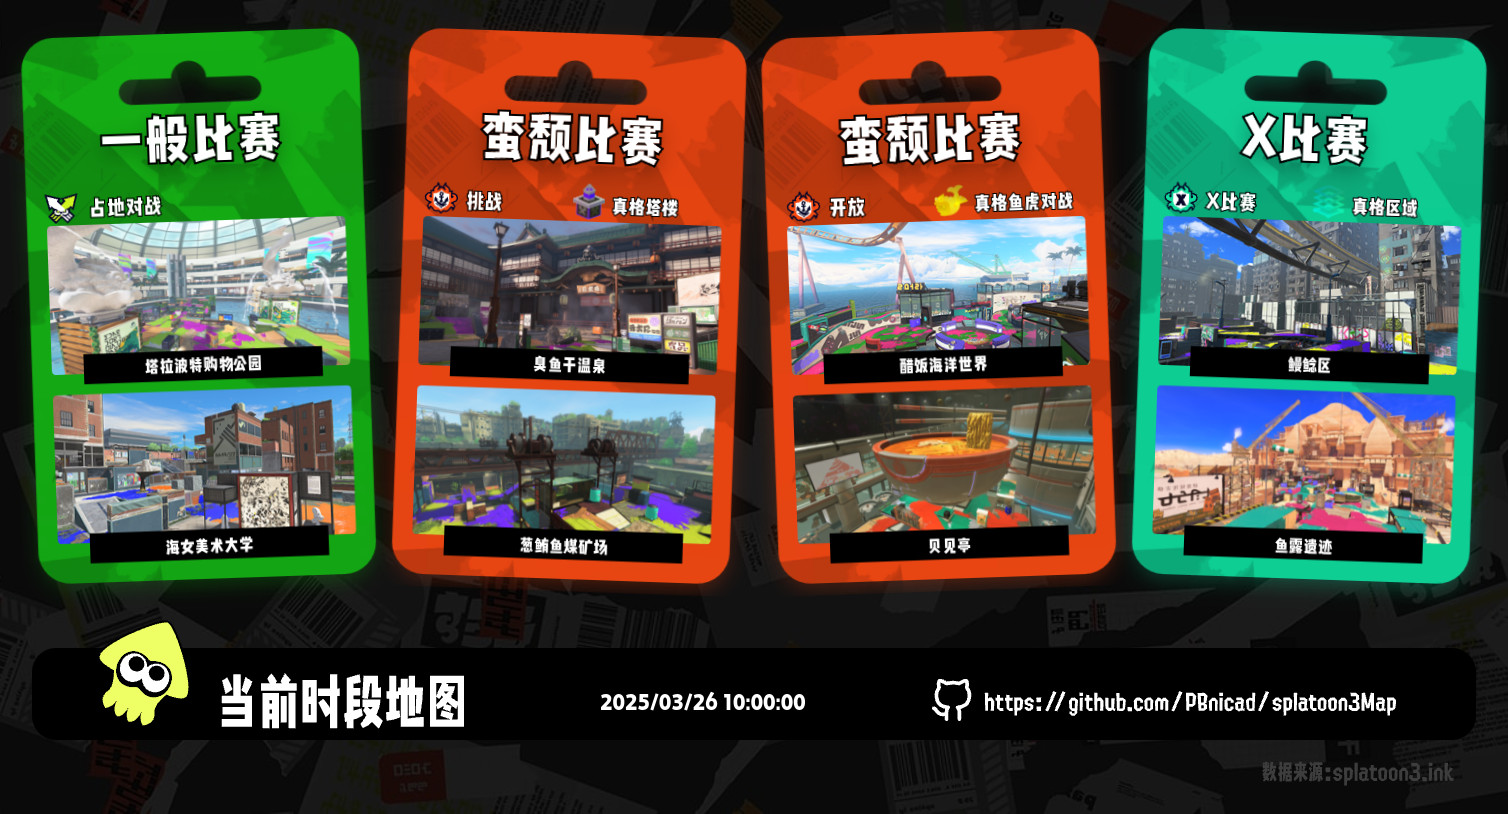 一般比赛
占地对战
塔拉波特购物公园
海女美术大学
蛮颓比赛
挑战
真格塔楼
臭鱼干温泉
葱鲔鱼煤矿场
蛮颓比赛
开放
真格鱼虎对战
醋饭海洋世界
贝见亭
X比赛
X比赛
真格区域
鳗鲶区
鱼露遗迹
当前时段地图
2025/03/26 10:00:00
https://github.com/PBnicad/splatoon3Map
数据来源:splatoon3.ink